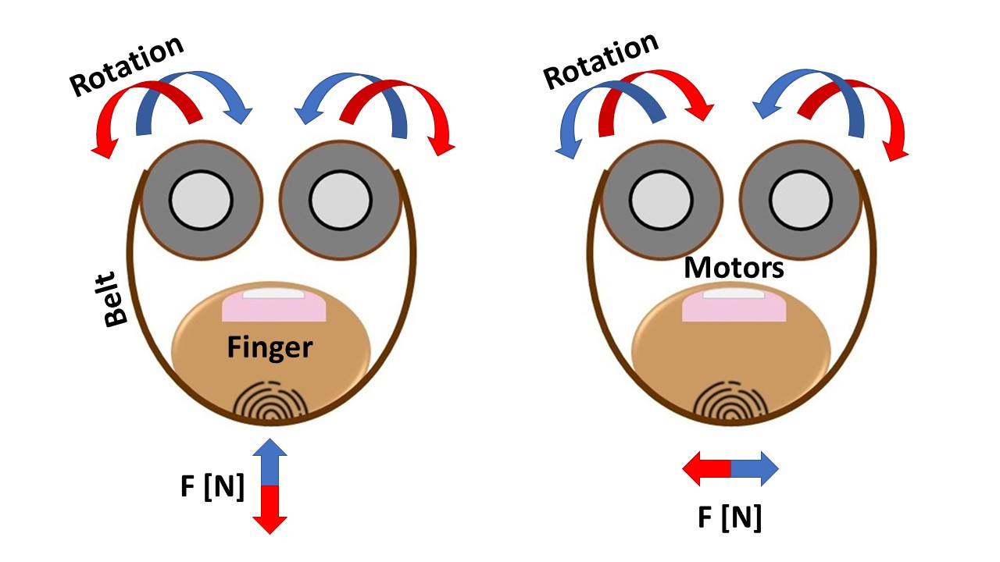 Rotation
Rotation
Motors
Belt
Finger
F [N]
F [N]